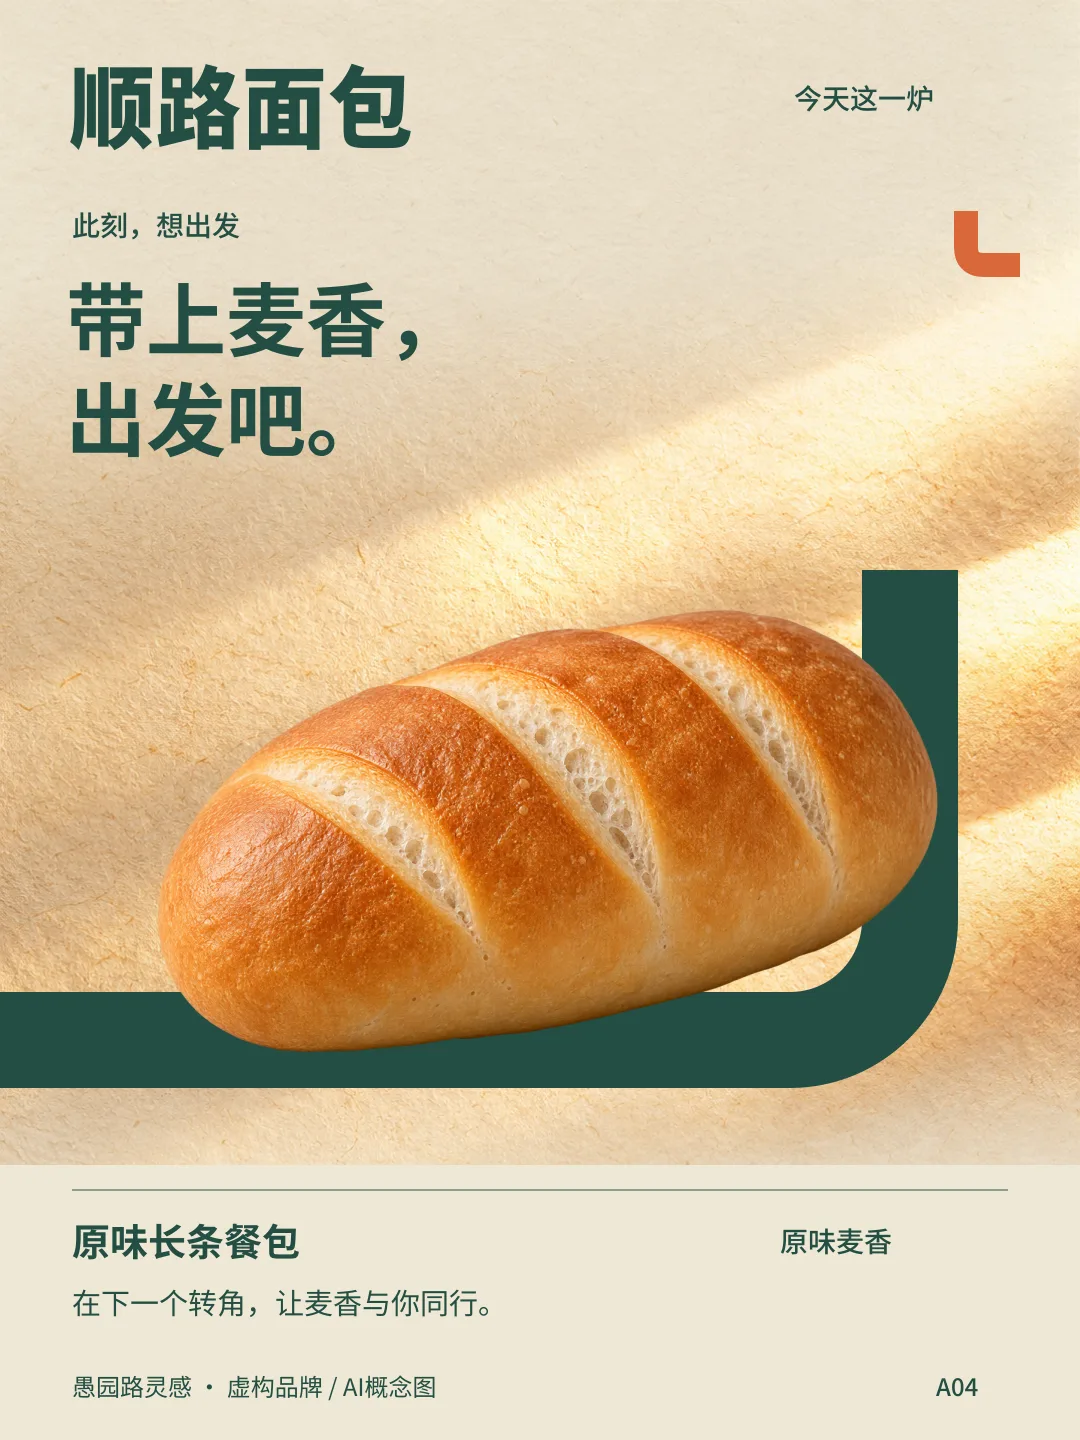 顺路面包
今天这一炉
此刻，想出发
带上麦香，
出发吧。
原味长条餐包
原味麦香
在下一个转角，让麦香与你同行。
愚园路灵感 · 虚构品牌 / AI概念图
A04